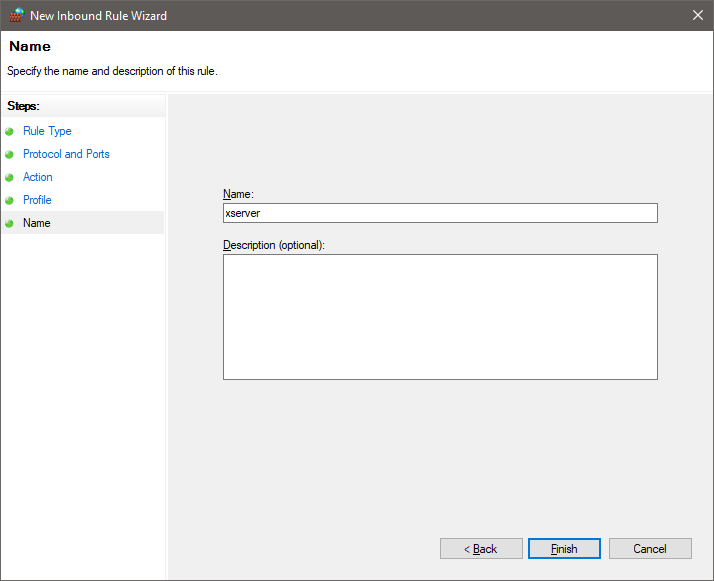 New Inbound Rule Wizard
Name
Specify the name and description of this rule.
Steps:
Rule Type
Protocol and Ports
Action
Profile
Name
Name:
xserver
Description (optional):
< Back
Finish
Cancel